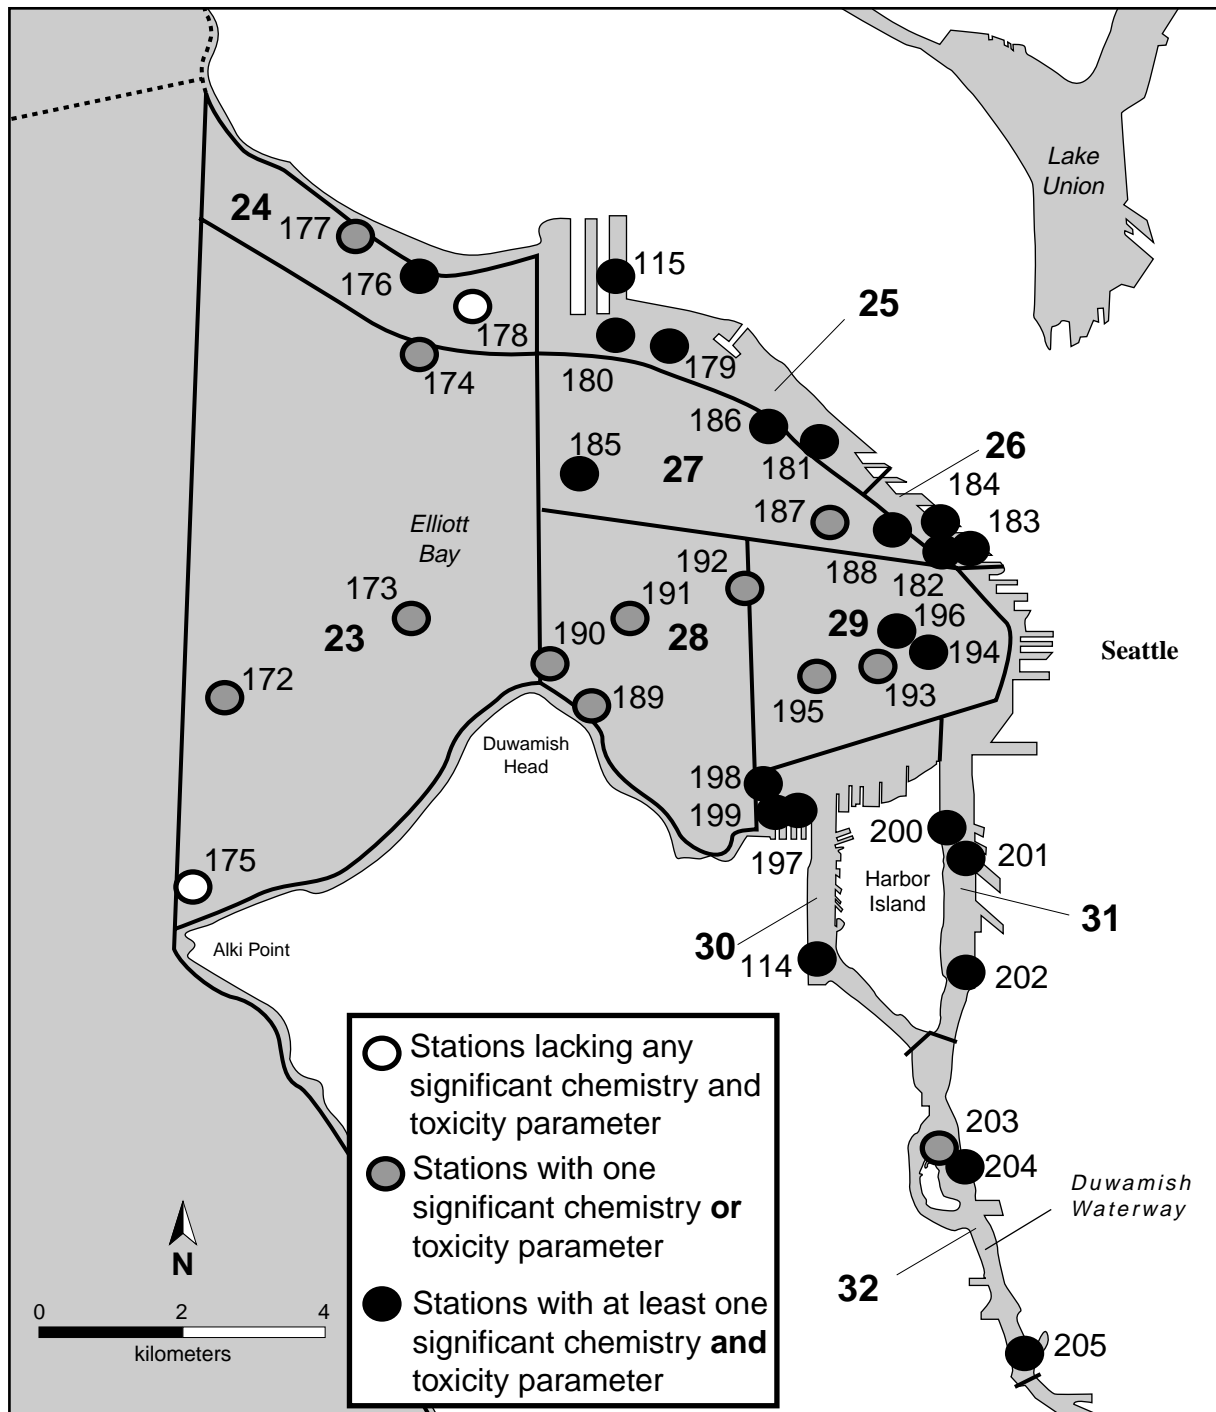 Lake
Union
24
177
176
178
174
115
25
180
179
186
181
185
27
26
184
183
187
188
182
Elliott
Bay
192
191
173
23
190
28
29
196
194
193
195
Seattle
172
189
Duwamish
Head
198
199
197
200
201
175
Harbor
Island
31
30
114
202
Alki Point
203
204
Duwamish
Waterway
32
205
Stations lacking any
significant chemistry and
toxicity parameter
Stations with one
significant chemistry or
toxicity parameter
Stations with at least one
significant chemistry and
toxicity parameter
N
0 2 4
kilometers